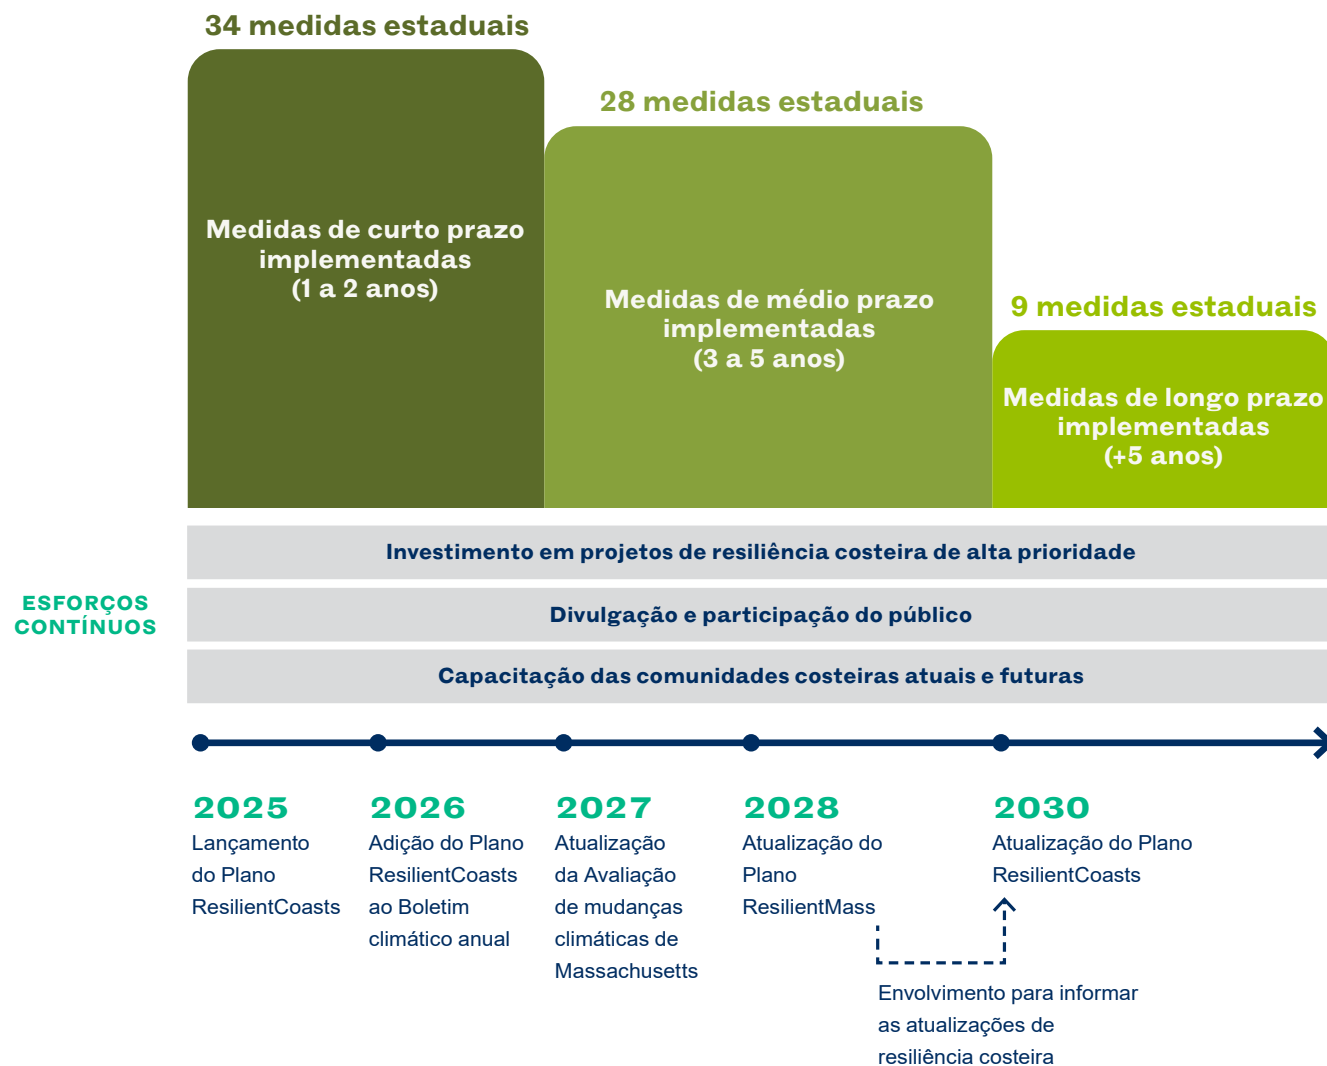 34 medidas estaduais
Medidas de curto prazo
implementadas
(1 a 2 anos)
28 medidas estaduais
Medidas de médio prazo
implementadas
(3 a 5 anos)
9 medidas estaduais
Medidas de longo prazo
implementadas
(+5 anos)
ESFORÇOS
CONTÍNUOS
Investimento em projetos de resiliência costeira de alta prioridade
Divulgação e participação do público
Capacitação das comunidades costeiras atuais e futuras
2025
Lançamento
do Plano
ResilientCoasts
2026
Adição do Plano
ResilientCoasts
ao Boletim
climático anual
2027
Atualização
da Avaliação
de mudanças
climáticas de
Massachusetts
2028
Atualização do
Plano
ResilientMass
2030
Atualização do Plano
ResilientCoasts
Envolvimento para informar
as atualizações de
resiliência costeira